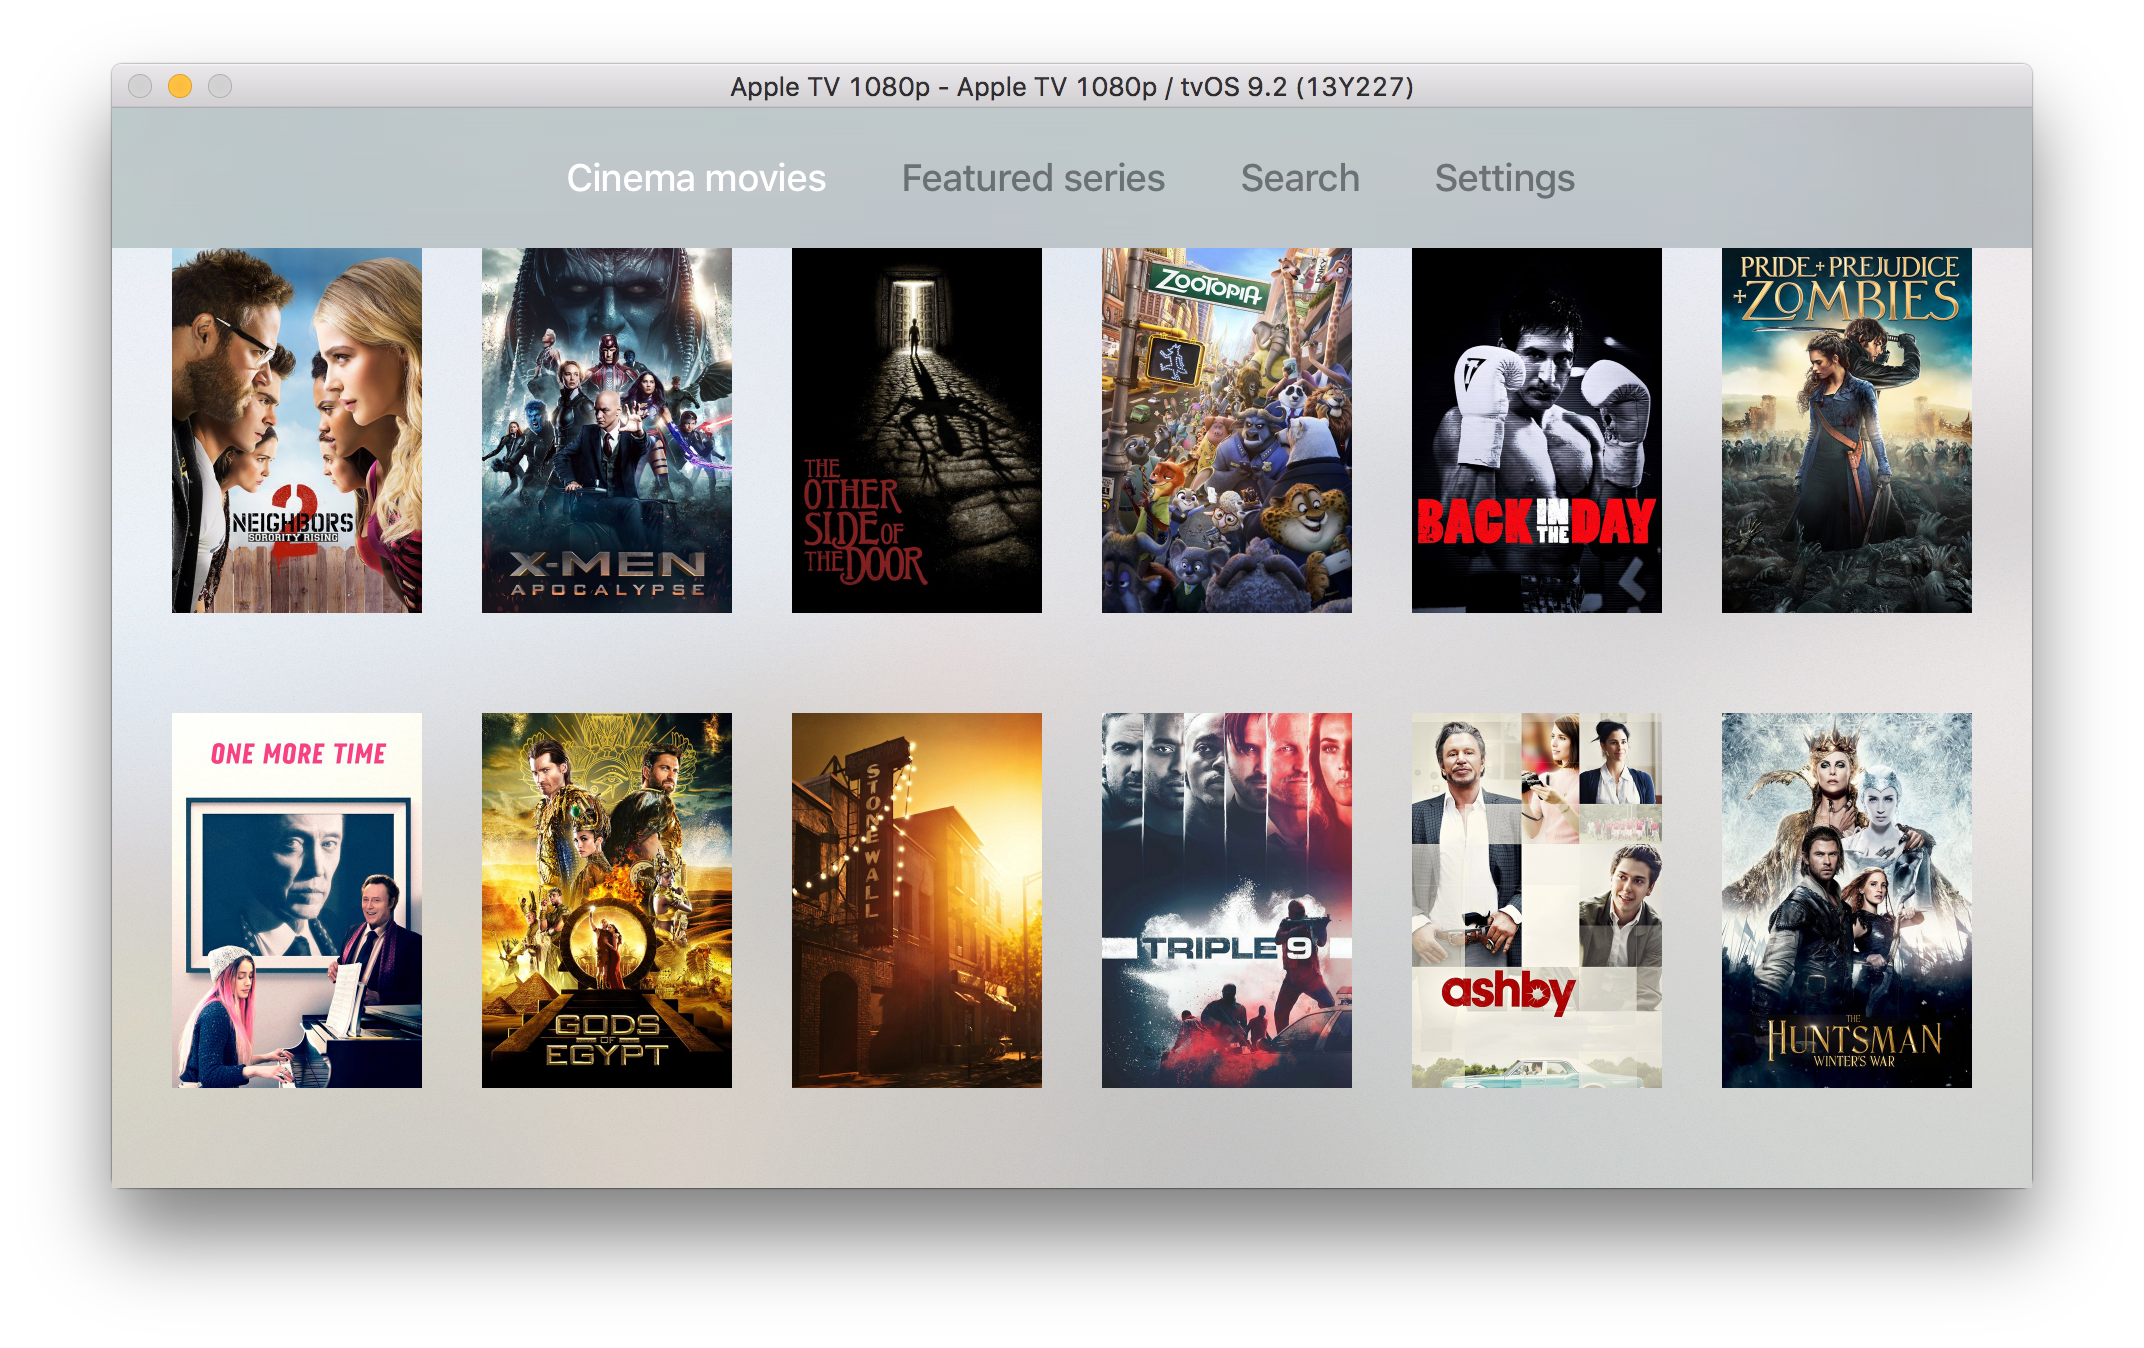 Apple TV 1080p - Apple TV 1080p / tvOS 9.2 (13Y227)
Cinema movies
Featured series
Search
Settings
2
NEIGHBORS
SORORITY RISING
X-MEN
APOCALYPSE
THE
OTHER
SIDE OF
THE DOOR
ZOOTOPIA
BACK IN THE DAY
PRIDE + PREJUDICE
+ ZOMBIES
ONE MORE TIME
GODS
OF
EGYPT
STONEWALL
TRIPLE 9
ashby
THE
HUNTSMAN
WINTER'S WAR